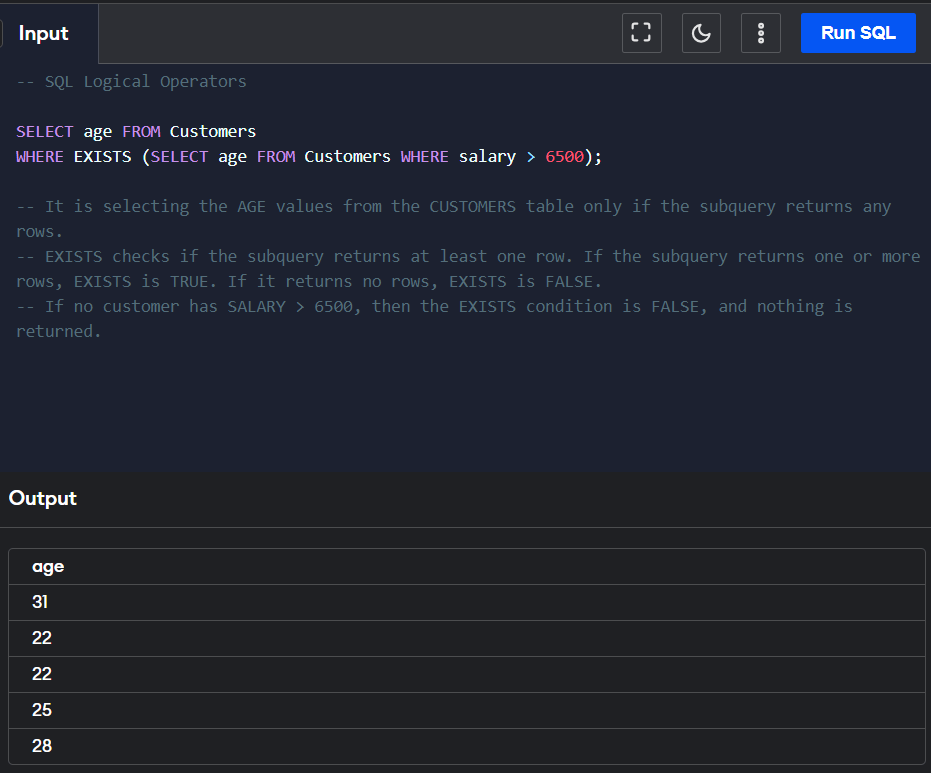 Input
Run SQL
-- SQL Logical Operators
SELECT age FROM Customers
WHERE EXISTS (SELECT age FROM Customers WHERE salary > 6500);
-- It is selecting the AGE values from the CUSTOMERS table only if the subquery returns any
rows.
-- EXISTS checks if the subquery returns at least one row. If the subquery returns one or more
rows, EXISTS is TRUE. If it returns no rows, EXISTS is FALSE.
-- If no customer has SALARY > 6500, then the EXISTS condition is FALSE, and nothing is
returned.
Output
age
31
22
22
25
28